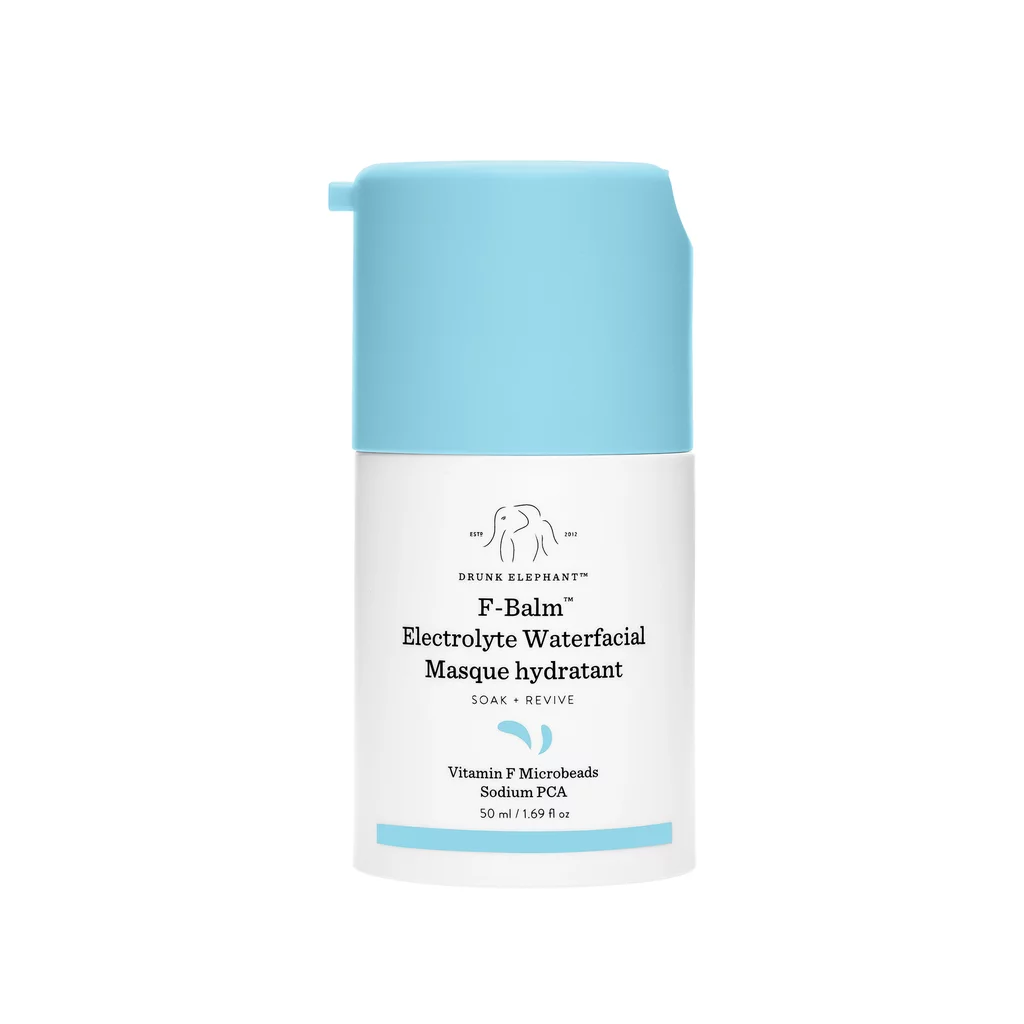 ESTD 2012
DRUNK ELEPHANT™
F-Balm™
Electrolyte Waterfacial
Masque hydratant
SOAK + REVIVE
Vitamin F Microbeads
Sodium PCA
50 ml / 1.69 fl oz